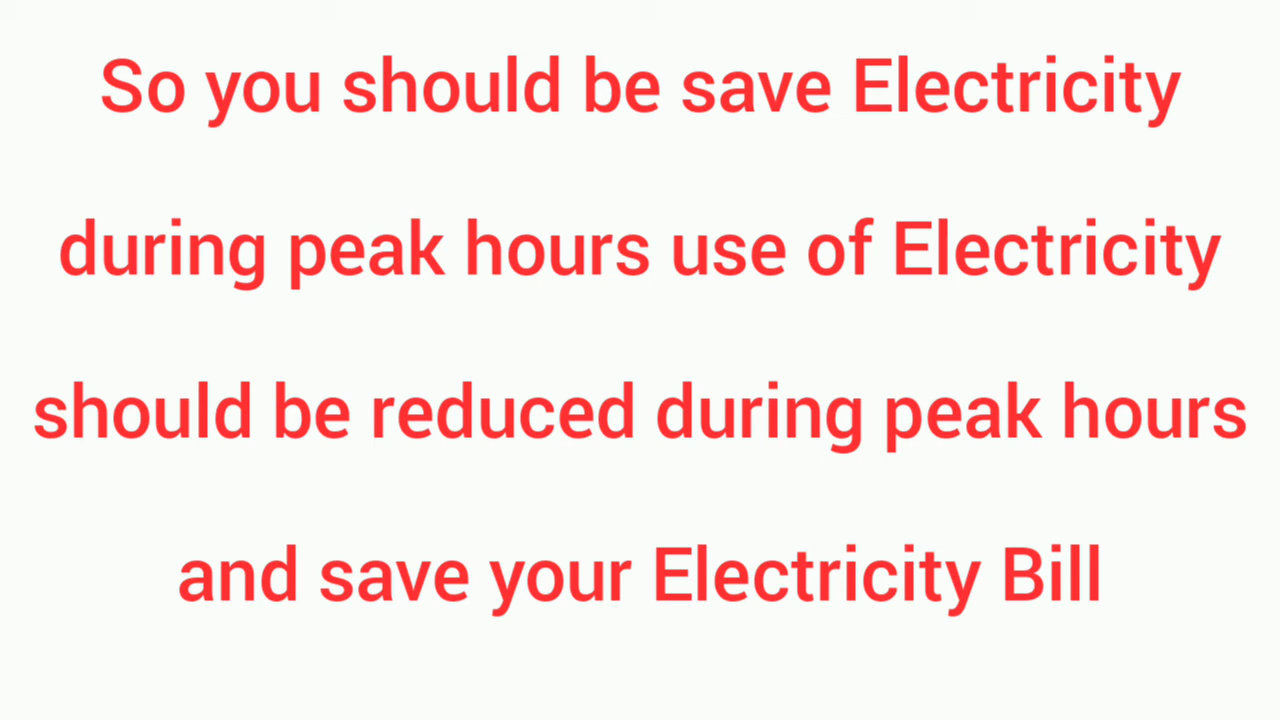 So you should be save Electricity
during peak hours use of Electricity
should be reduced during peak hours
and save your Electricity Bill